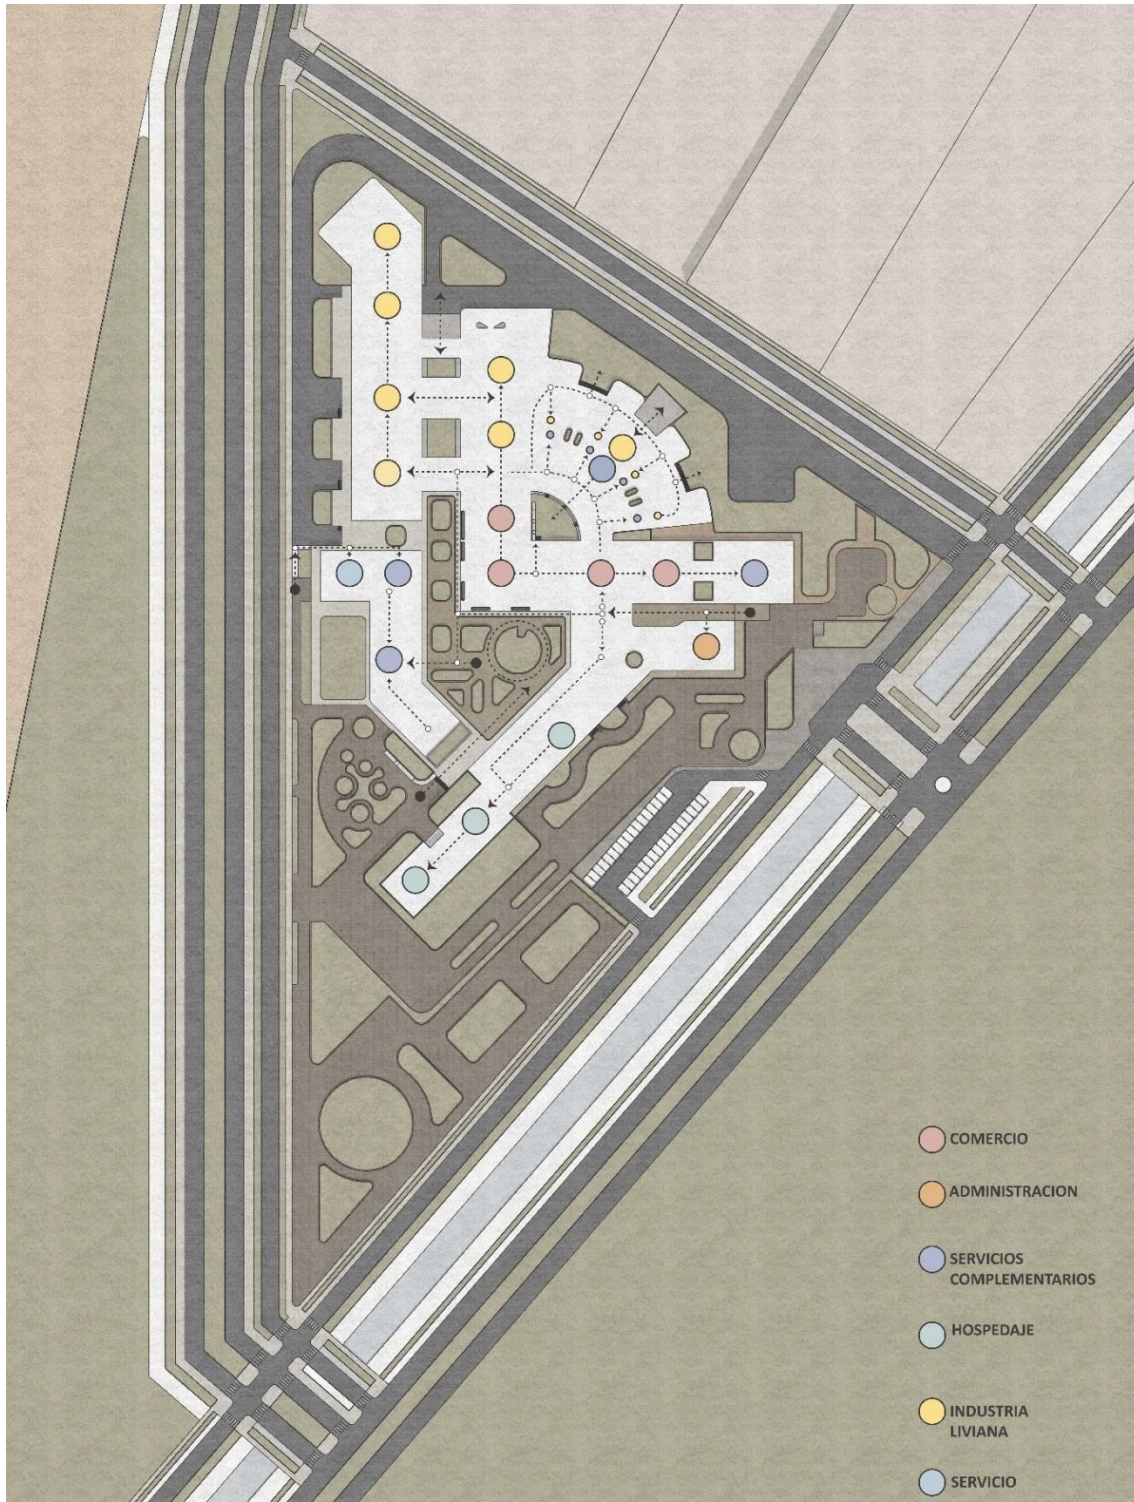 COMERCIO
ADMINISTRACION
SERVICIOS
COMPLEMENTARIOS
HOSPEDAJE
INDUSTRIA
LIVIANA
SERVICIO